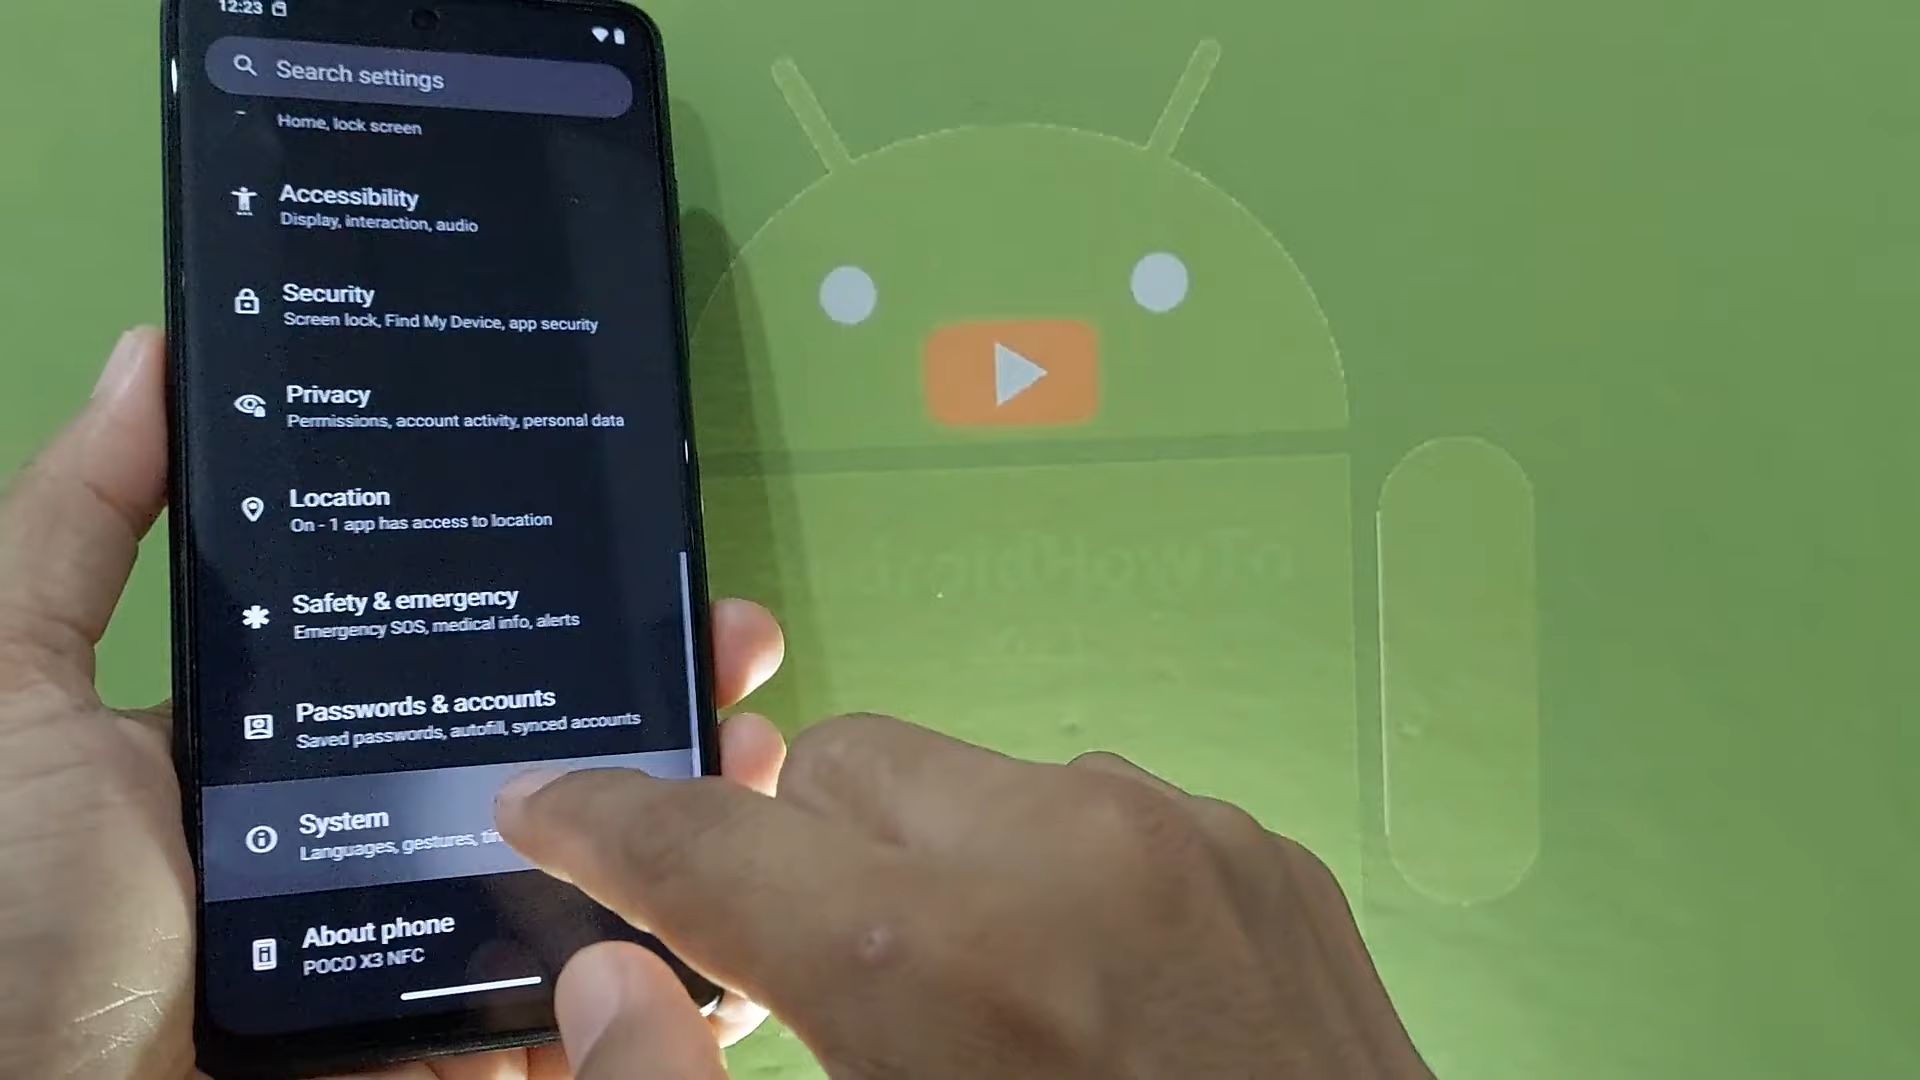 12:23
Search settings
Home, lock screen
Accessibility
Display, interaction, audio
Security
Screen lock, Find My Device, app security
Privacy
Permissions, account activity, personal data
Location
On - 1 app has access to location
Safety & emergency
Emergency SOS, medical info, alerts
Passwords & accounts
Saved passwords, autofill, synced accounts
System
Languages, gestures,
About phone
POCO X3 NFC
AndroidHowTo